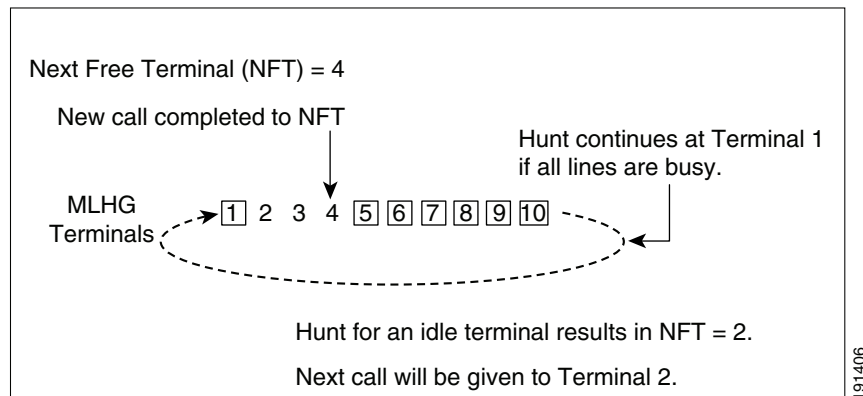 Next Free Terminal (NFT) = 4
New call completed to NFT
Hunt continues at Terminal 1
if all lines are busy.
MLHG
Terminals
1 2 3 4 5 6 7 8 9 10
Hunt for an idle terminal results in NFT = 2.
Next call will be given to Terminal 2.
191406